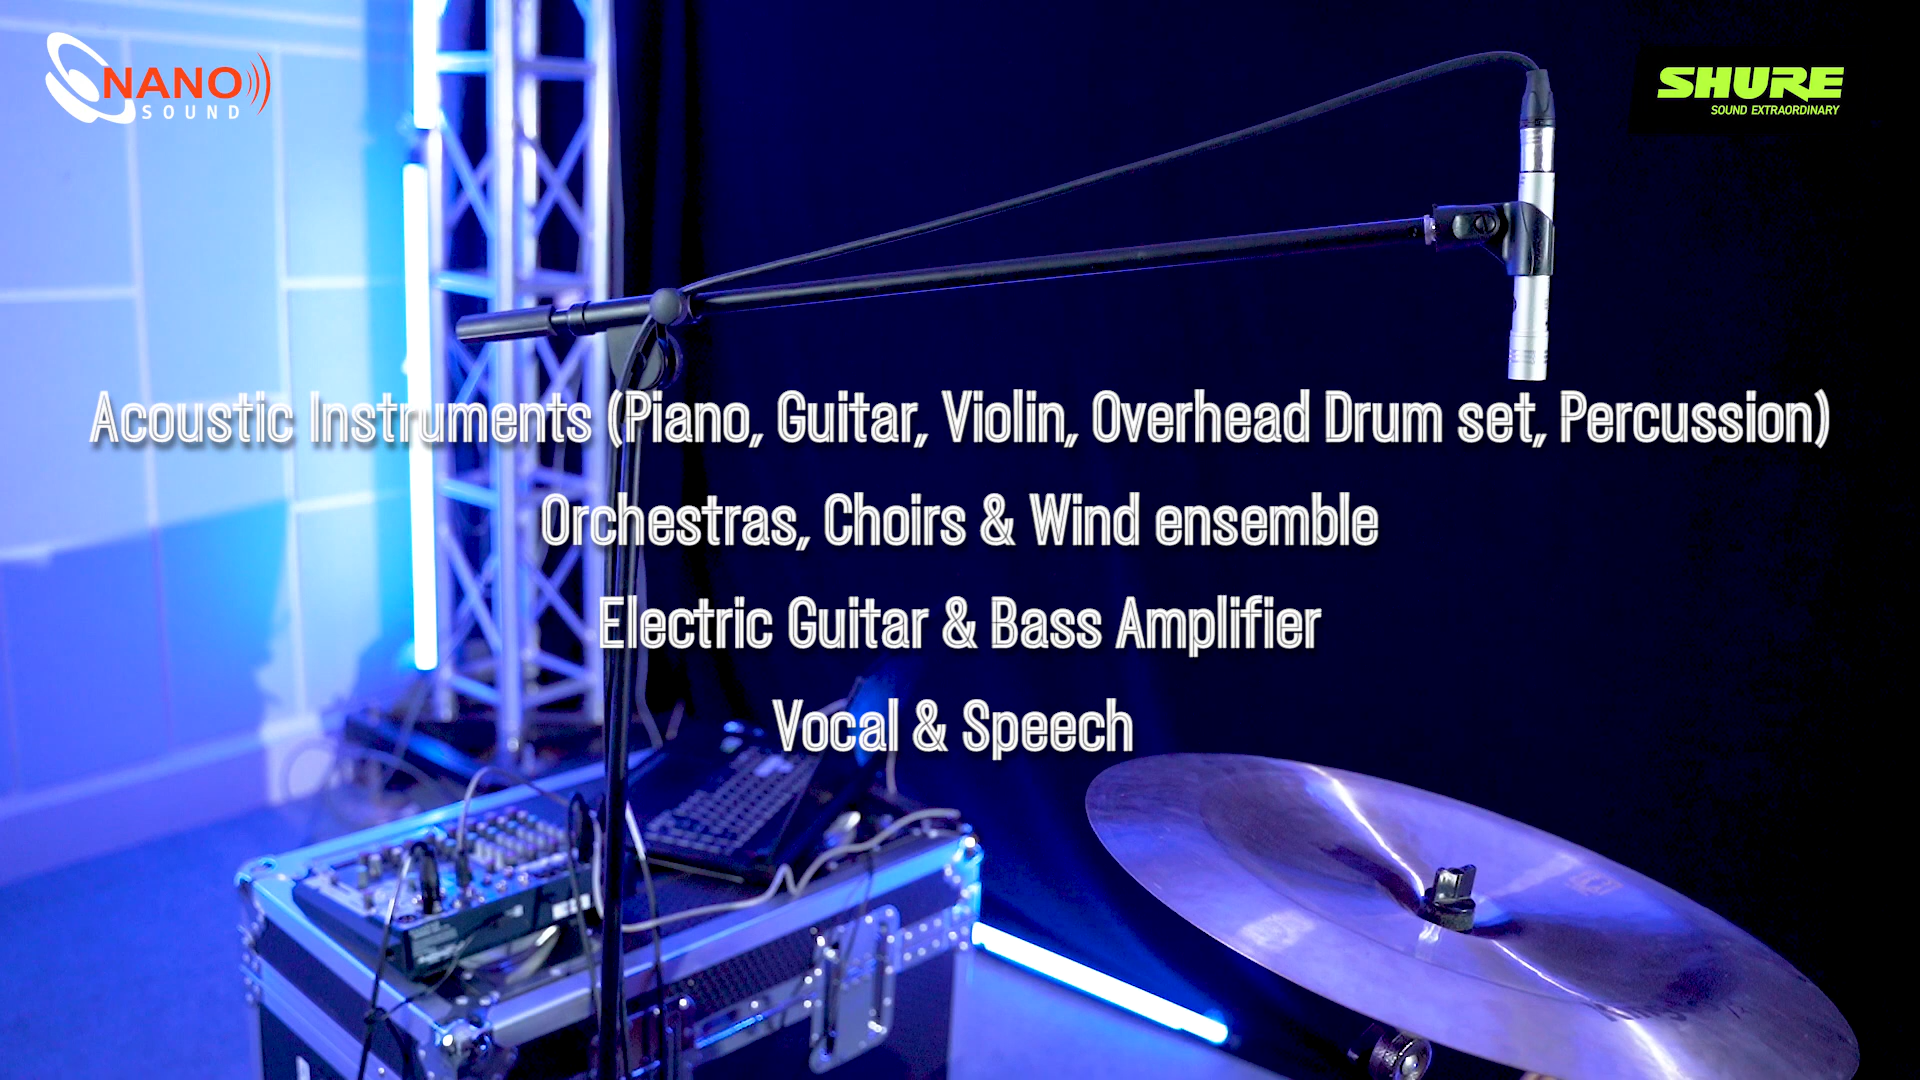 NANO
SOUND
SHURE
SOUND EXTRAORDINARY
Acoustic Instruments (Piano, Guitar, Violin, Overhead Drum set, Percussion)
Orchestras, Choirs & Wind ensemble
Electric Guitar & Bass Amplifier
Vocal & Speech